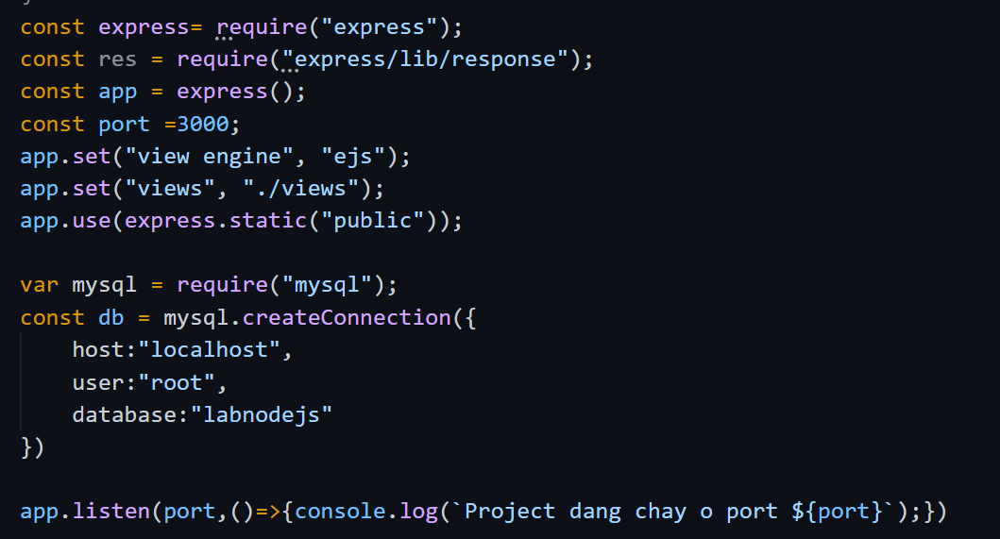 const express= require("express");
const res = require("express/lib/response");
const app = express();
const port =3000;
app.set("view engine", "ejs");
app.set("views", "./views");
app.use(express.static("public"));
var mysql = require("mysql");
const db = mysql.createConnection({
    host:"localhost",
    user:"root",
    database:"labnodejs"
})
app.listen(port,()=>{console.log(`Project dang chay o port ${port}`);})